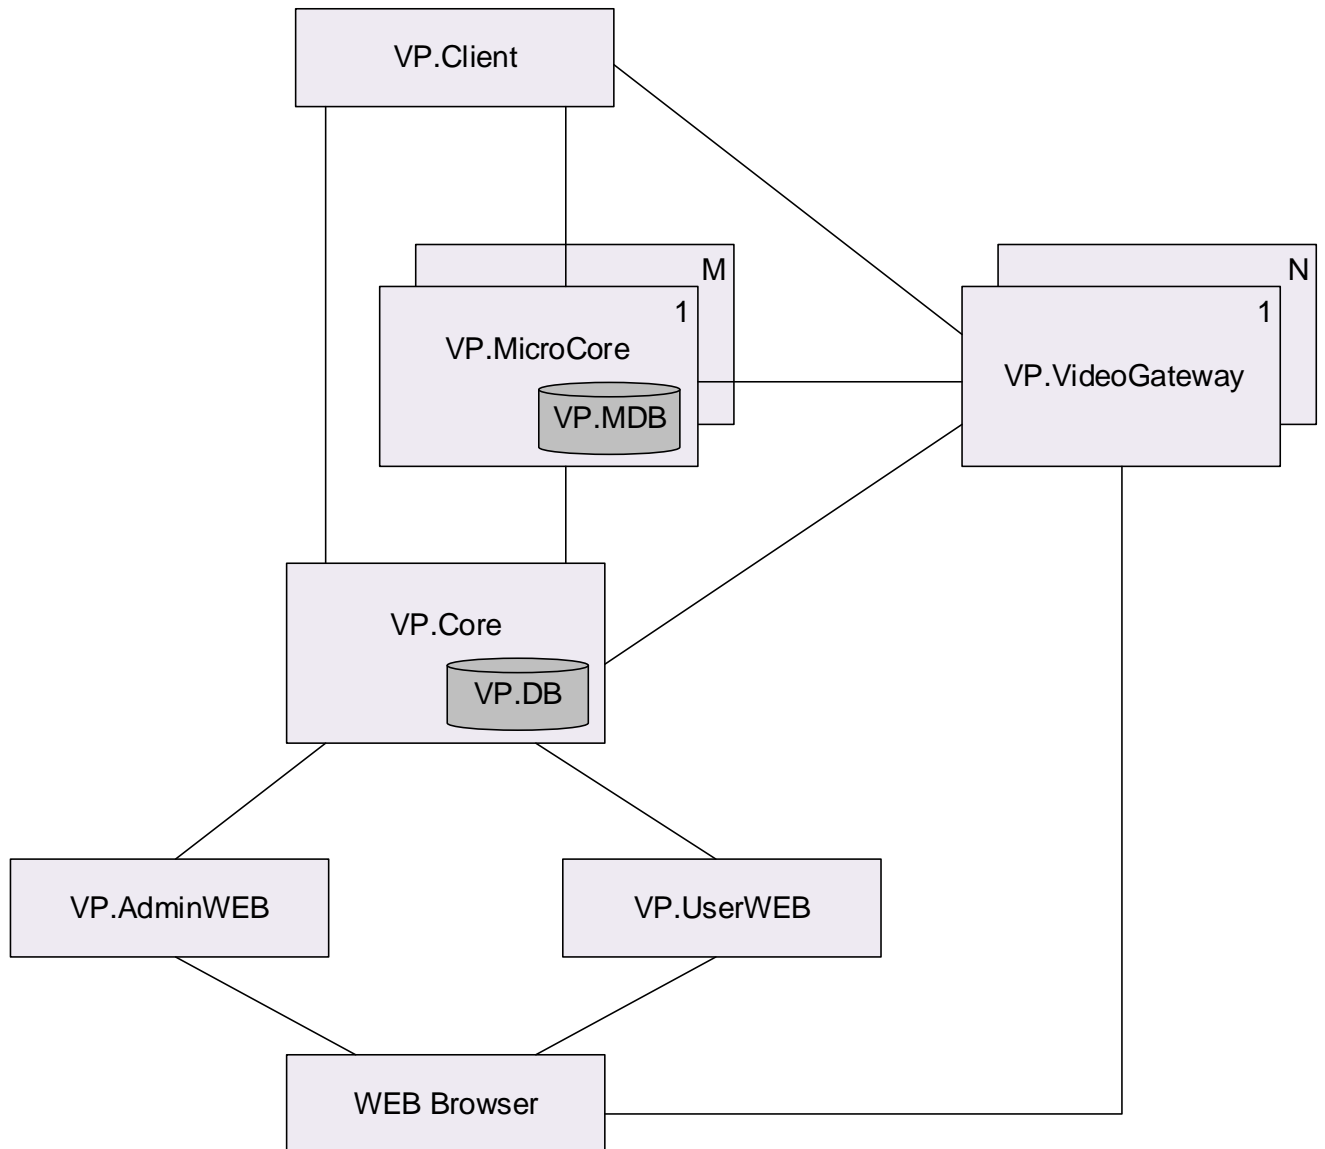 VP.Client
M
1
VP.MicroCore
VP.MDB
N
1
VP.VideoGateway
VP.Core
VP.DB
VP.AdminWEB
VP.UserWEB
WEB Browser